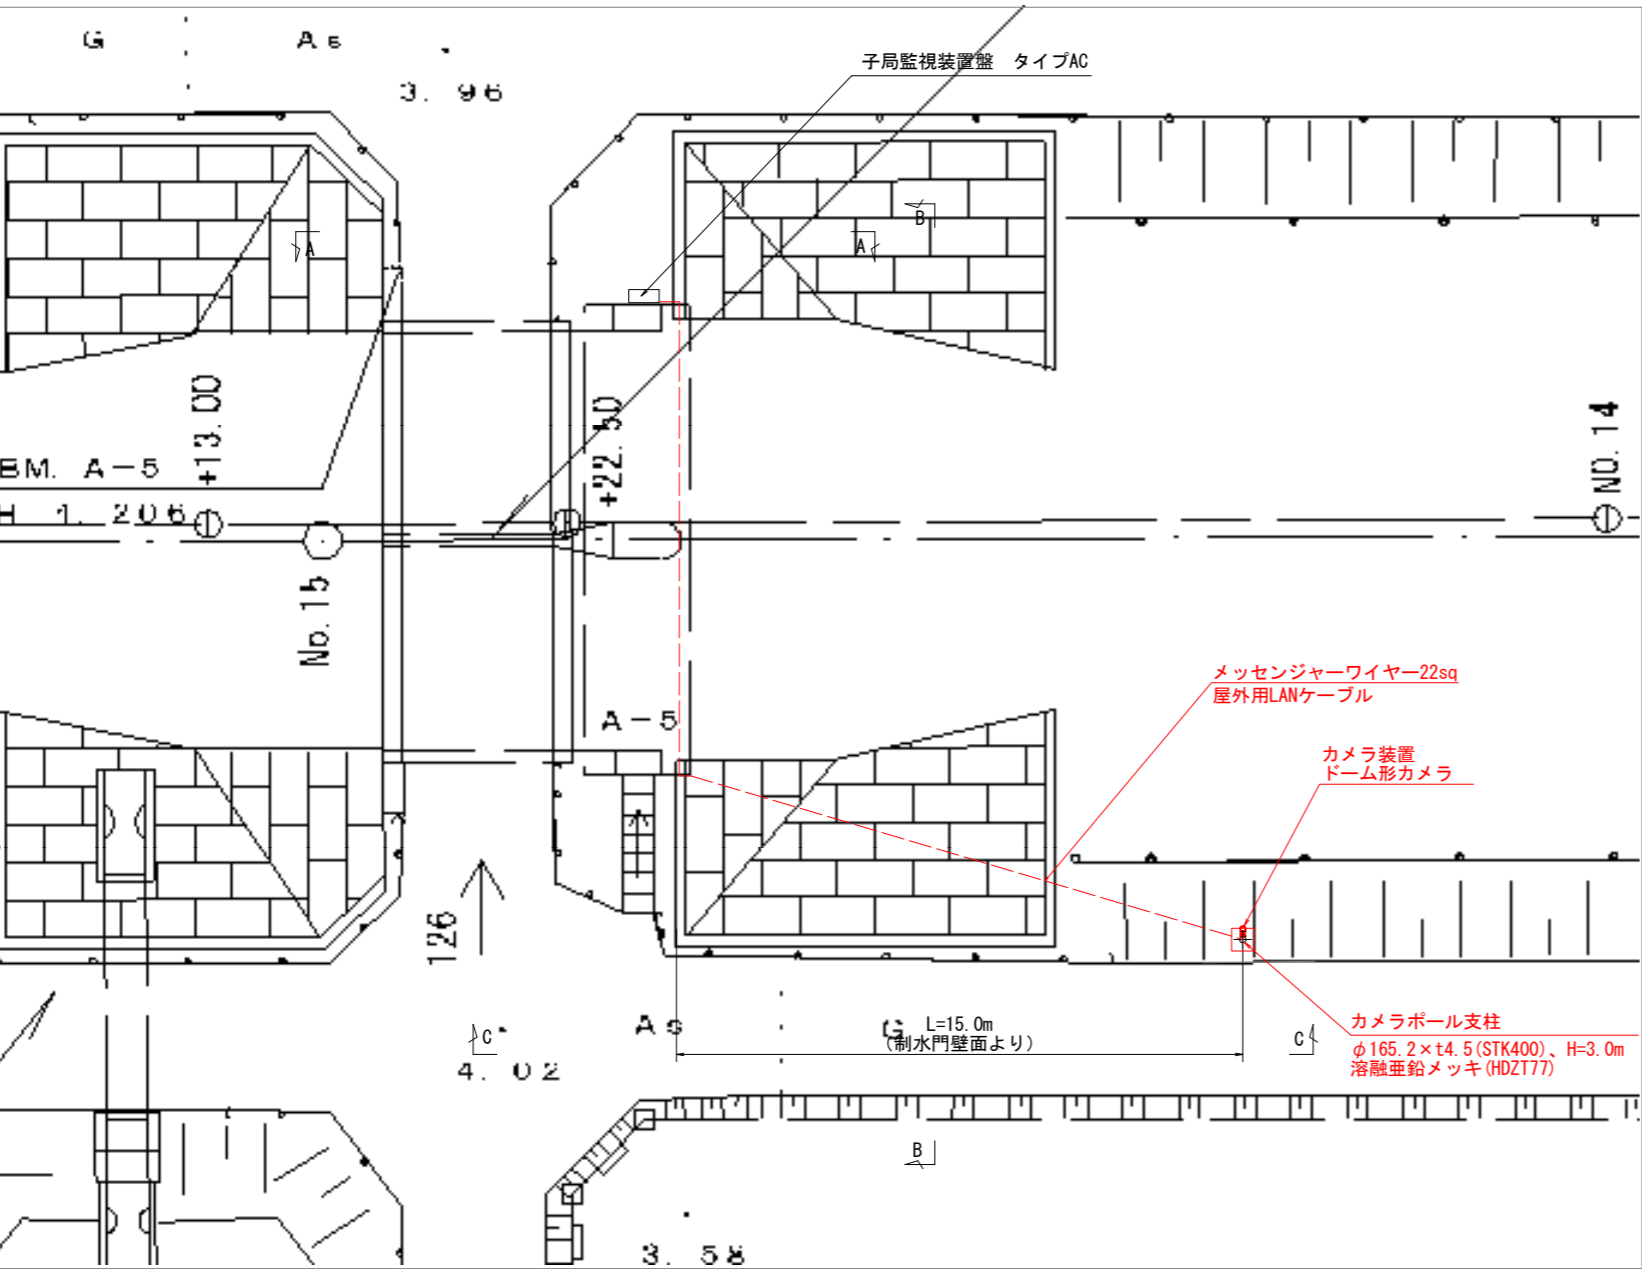 G
As
3. 96
子局監視装置盤　タイプAC
B
A
A
+13. 00
+22. 50
NO. 14
BM. A－5
H 1. 206
No. 15
メッセンジャーワイヤー22sq
屋外用LANケーブル
A－5
カメラ装置
ドーム形カメラ
126
As
G
L=15.0m
(制水門壁面より)
C
C
カメラポール支柱
φ165.2×t4.5(STK400)、H=3.0m
溶融亜鉛メッキ(HDZT77)
4. 02
B
3. 58